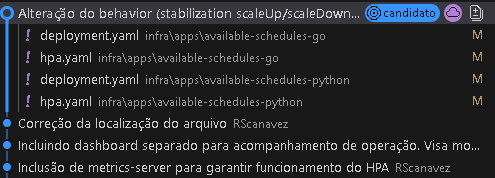 Alteração do behavior (stabilization scaleUp/scaleDown... candidato
! deployment.yaml infra\apps\available-schedules-go M
! hpa.yaml infra\apps\available-schedules-go M
! deployment.yaml infra\apps\available-schedules-python M
! hpa.yaml infra\apps\available-schedules-python M
Correção da localização do arquivo RScanavez
Incluindo dashboard separado para acompanhamento de operação. Visa mo...
Inclusão de metrics-server para garantir funcionamento do HPA RScanavez